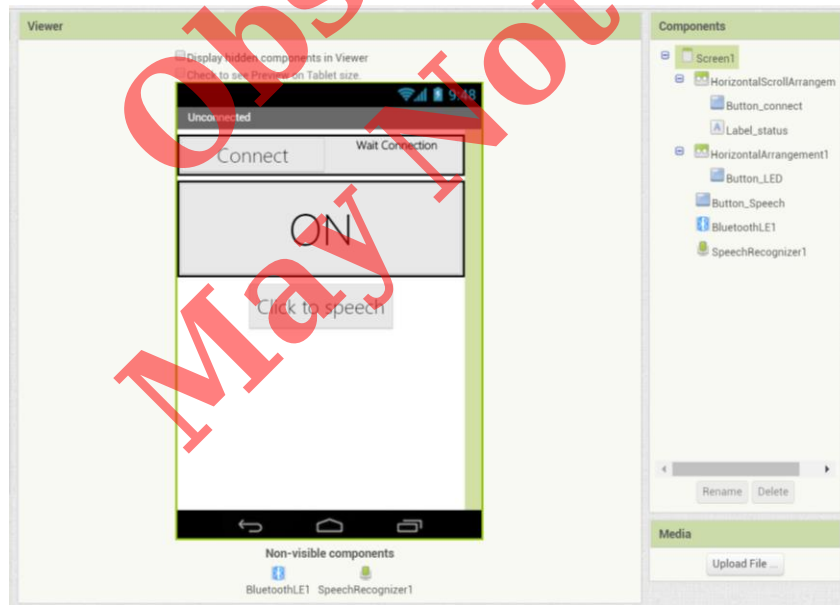 Viewer
Display hidden components in Viewer
Check to see Preview on Tablet size.
9:48
Unconnected
Connect
Wait Connection
ON
Click to speech
Non-visible components
BluetoothLE1 SpeechRecognizer1
Components
Screen1
HorizontalScrollArrangem
Button_connect
A Label_status
HorizontalArrangement1
Button_LED
Button_Speech
BluetoothLE1
SpeechRecognizer1
Rename Delete
Media
Upload File ...
May Not